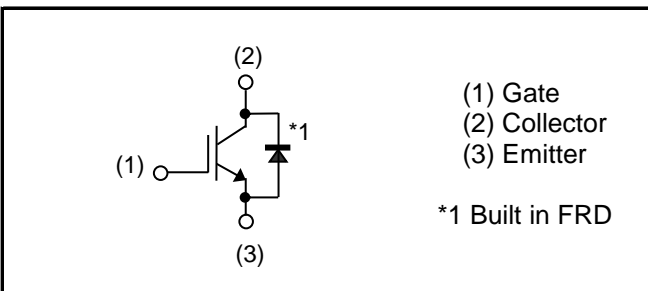 (2)
*1
(1)
(3)
(1) Gate
(2) Collector
(3) Emitter
*1 Built in FRD